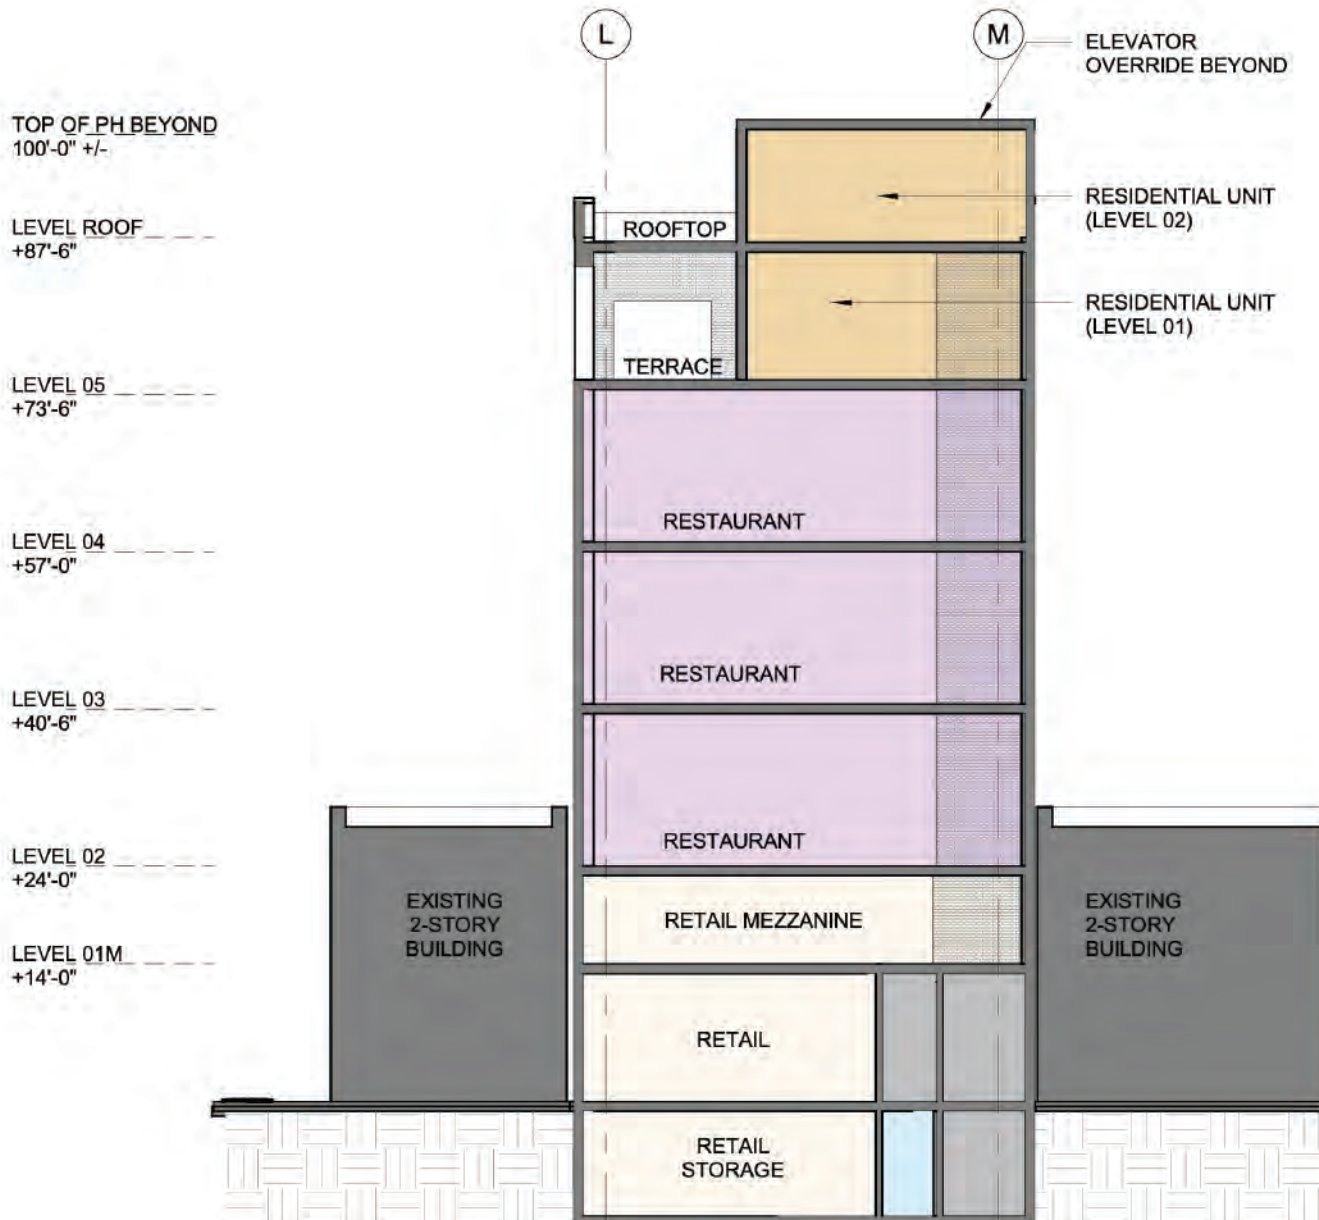 L
M
ELEVATOR
OVERRIDE BEYOND
TOP OF PH BEYOND
100'-0" +/-
RESIDENTIAL UNIT
(LEVEL 02)
LEVEL ROOF
+87'-6"
ROOFTOP
RESIDENTIAL UNIT
(LEVEL 01)
TERRACE
LEVEL 05
+73'-6"
RESTAURANT
LEVEL 04
+57'-0"
RESTAURANT
LEVEL 03
+40'-6"
RESTAURANT
LEVEL 02
+24'-0"
EXISTING
2-STORY
BUILDING
RETAIL MEZZANINE
EXISTING
2-STORY
BUILDING
LEVEL 01M
+14'-0"
RETAIL
RETAIL
STORAGE